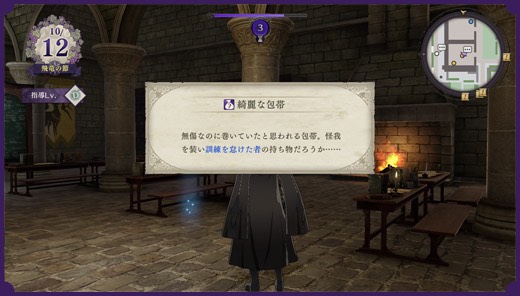 10/
12
飛竜の節
3
指導Lv.
綺麗な包帯
無傷なのに巻いていたと思われる包帯。怪我
を装い訓練を怠けた者の持ち物だろうか……